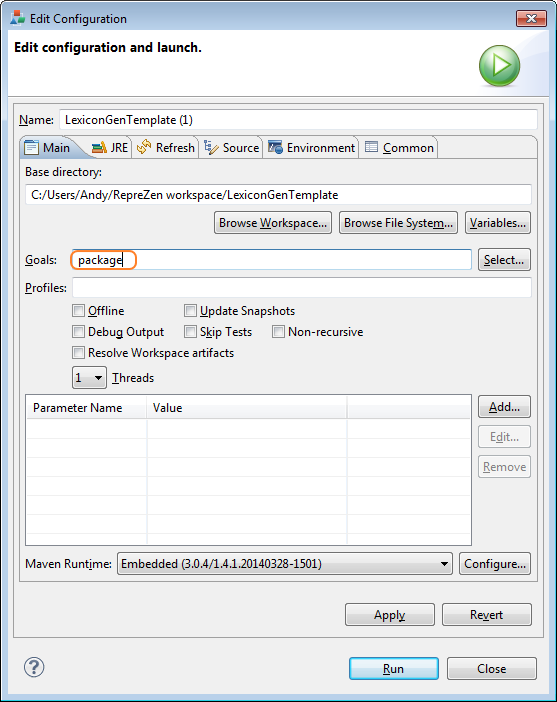 Edit Configuration
Edit configuration and launch.
Name: LexiconGenTemplate (1)
Main JRE Refresh Source Environment Common
Base directory:
C:/Users/Andy/RepreZen workspace/LexiconGenTemplate
Browse Workspace... Browse File System... Variables...
Goals: package Select...
Profiles:
Offline Update Snapshots
Debug Output Skip Tests Non-recursive
Resolve Workspace artifacts
1 Threads
Parameter Name Value Add...
Edit...
Remove
Maven Runtime: Embedded (3.0.4/1.4.1.20140328-1501) Configure...
Apply Revert
? Run Close